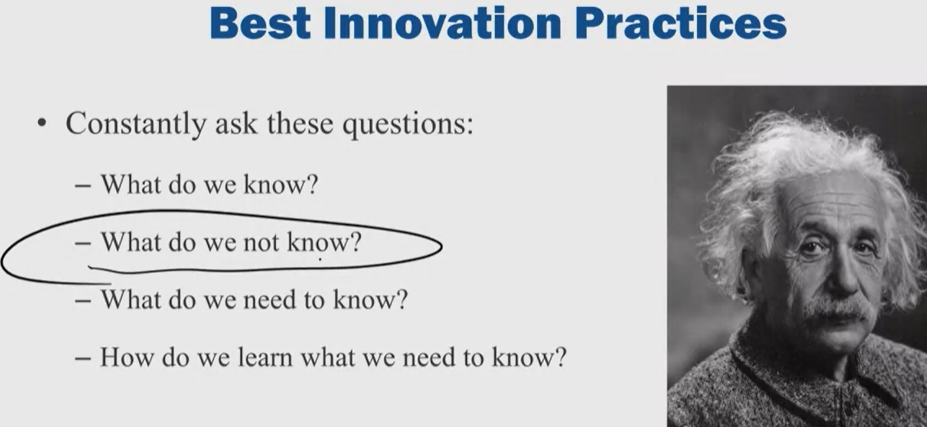 Best Innovation Practices
• Constantly ask these questions:
– What do we know?
– What do we not know?
– What do we need to know?
– How do we learn what we need to know?